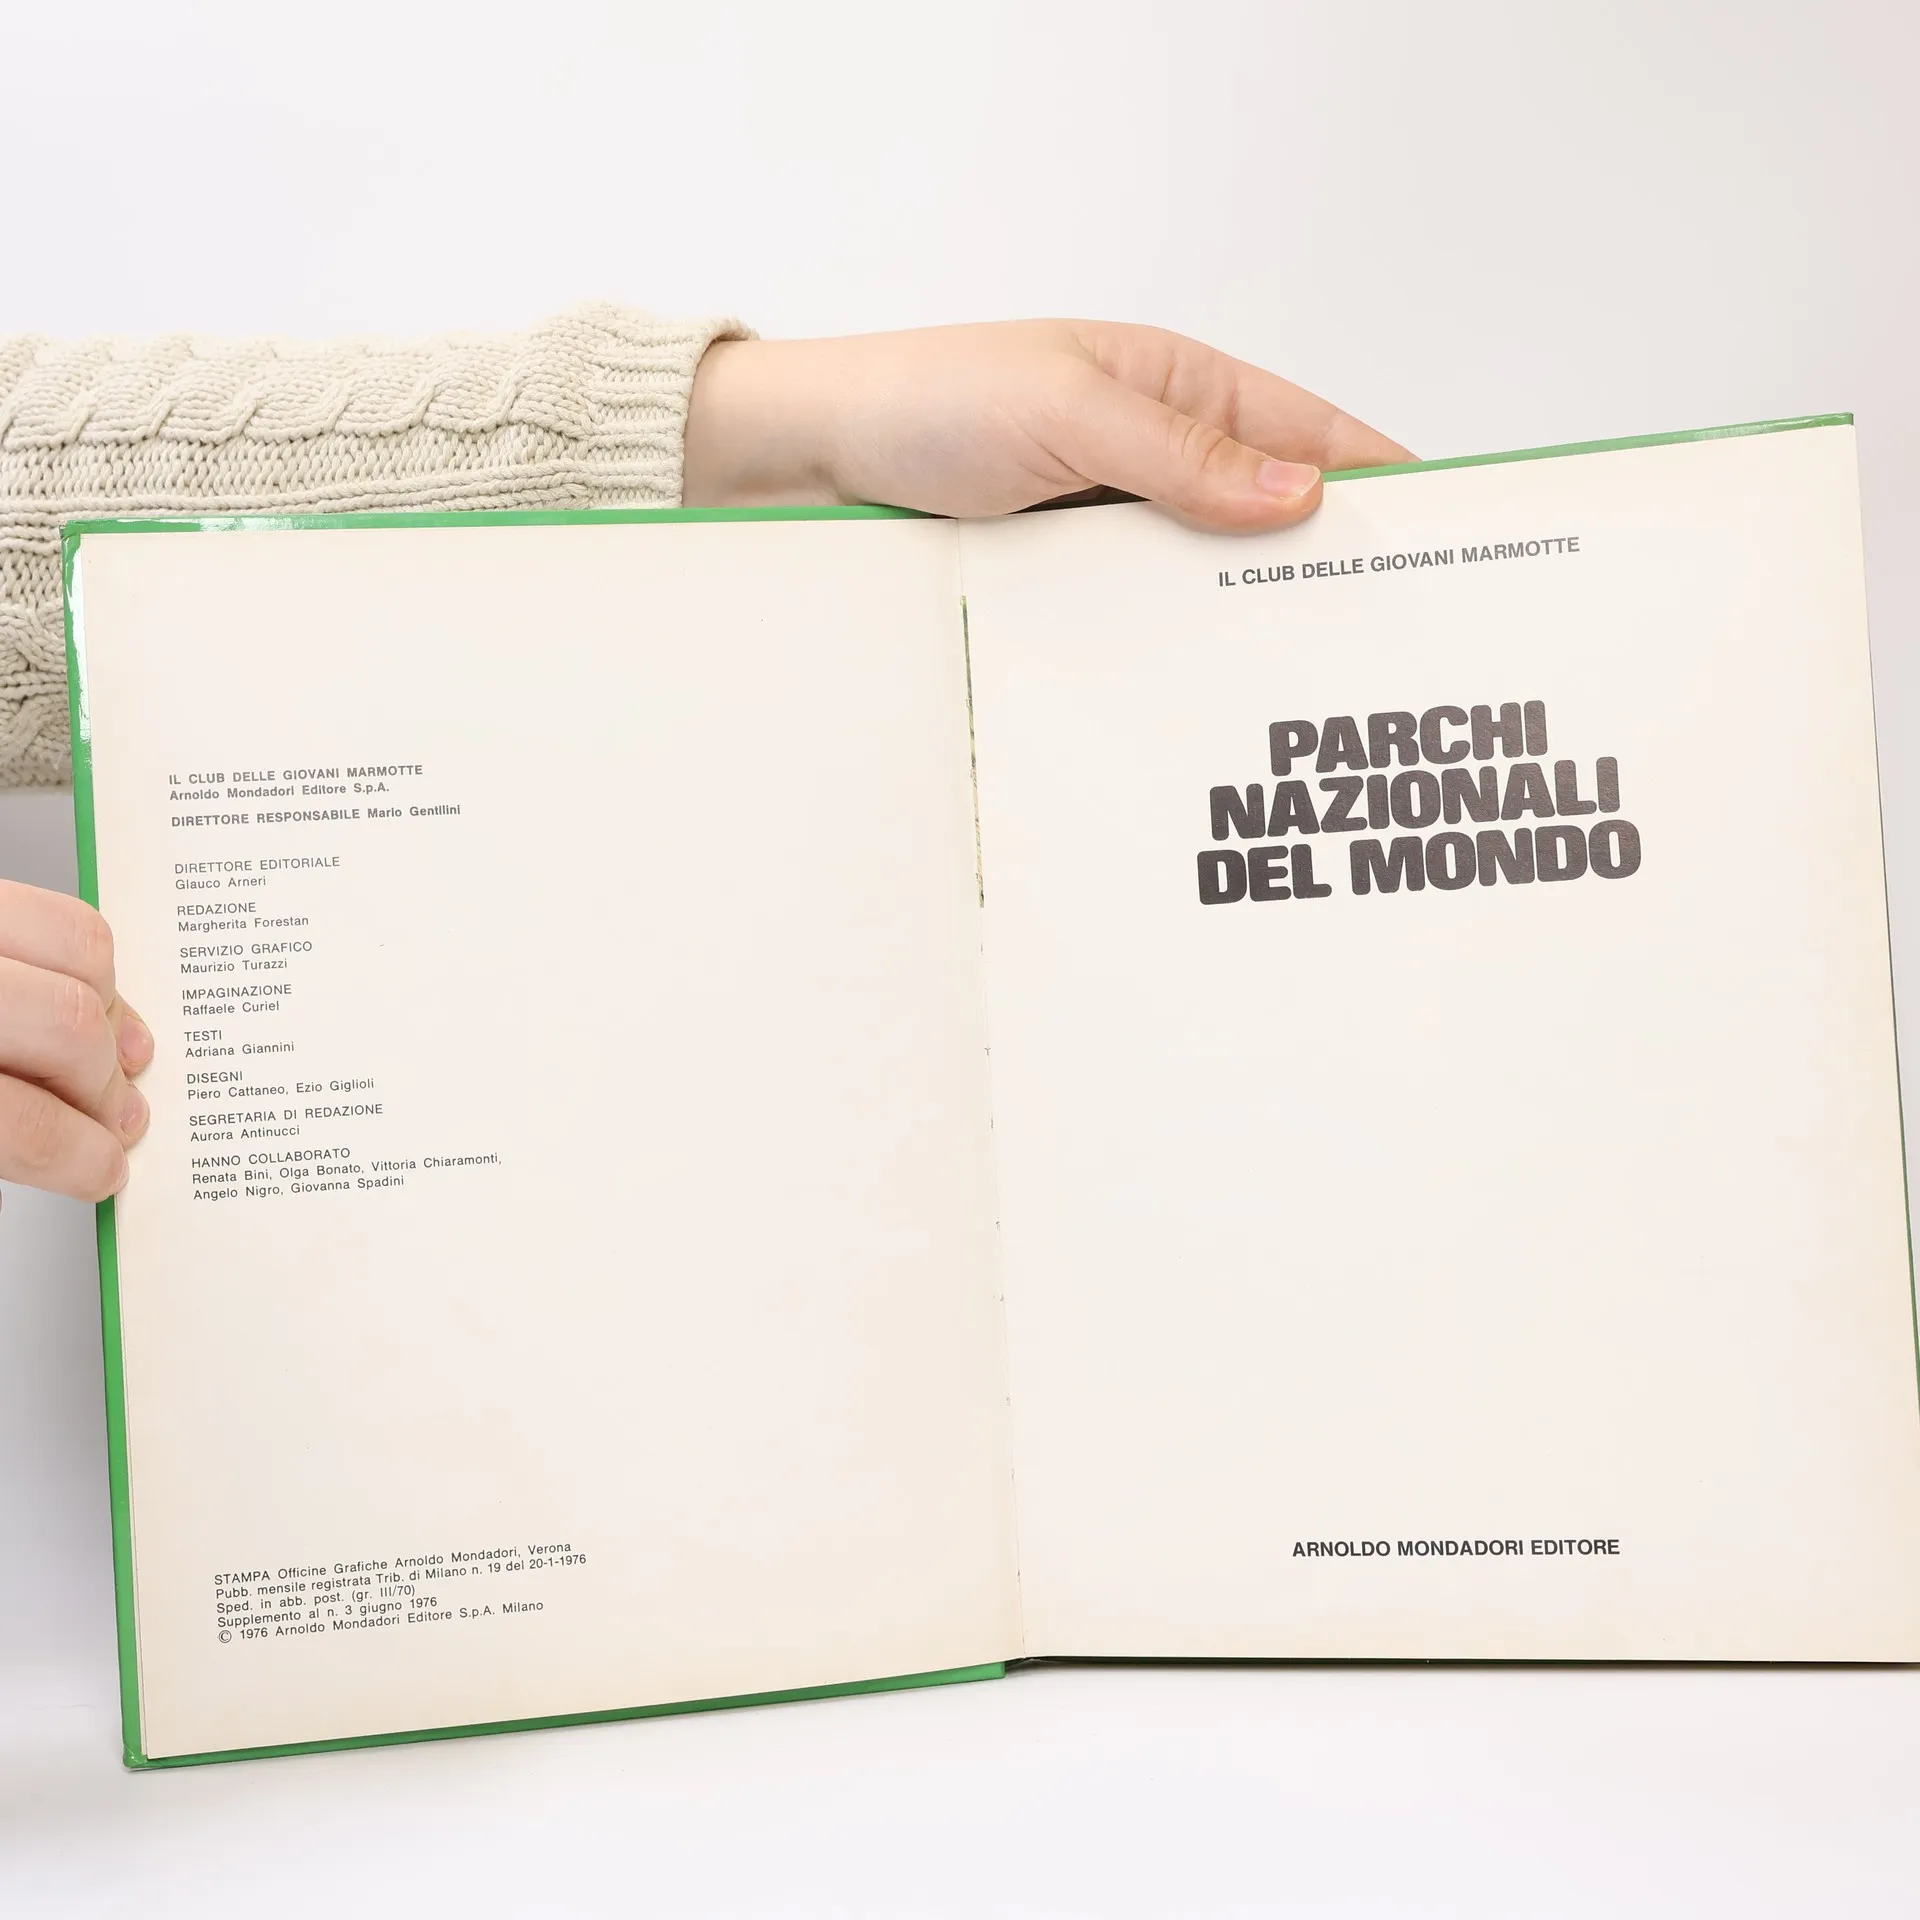 IL CLUB DELLE GIOVANI MARMOTTE
Arnoldo Mondadori Editore S.p.A.
DIRETTORE RESPONSABILE Mario Gentilini
DIRETTORE EDITORIALE
Glauco Arneri
REDAZIONE
Margherita Forestan
SERVIZIO GRAFICO
Maurizio Turazzi
IMPAGINAZIONE
Raffaele Curiel
TESTI
Adriana Giannini
DISEGNI
Piero Cattaneo, Ezio Giglioli
SEGRETARIA DI REDAZIONE
Aurora Antinucci
HANNO COLLABORATO
Renata Bini, Olga Bonato, Vittoria Chiaramonti,
Angelo Nigro, Giovanna Spadini
STAMPA Officine Grafiche Arnoldo Mondadori, Verona
Pubb. mensile registrata Trib. di Milano n. 19 del 20-1-1976
Sped. in abb. post. (gr. III/70)
Supplemento al n. 3 giugno 1976
© 1976 Arnoldo Mondadori Editore S.p.A. Milano
IL CLUB DELLE GIOVANI MARMOTTE
PARCHI
NAZIONALI
DEL MONDO
ARNOLDO MONDADORI EDITORE